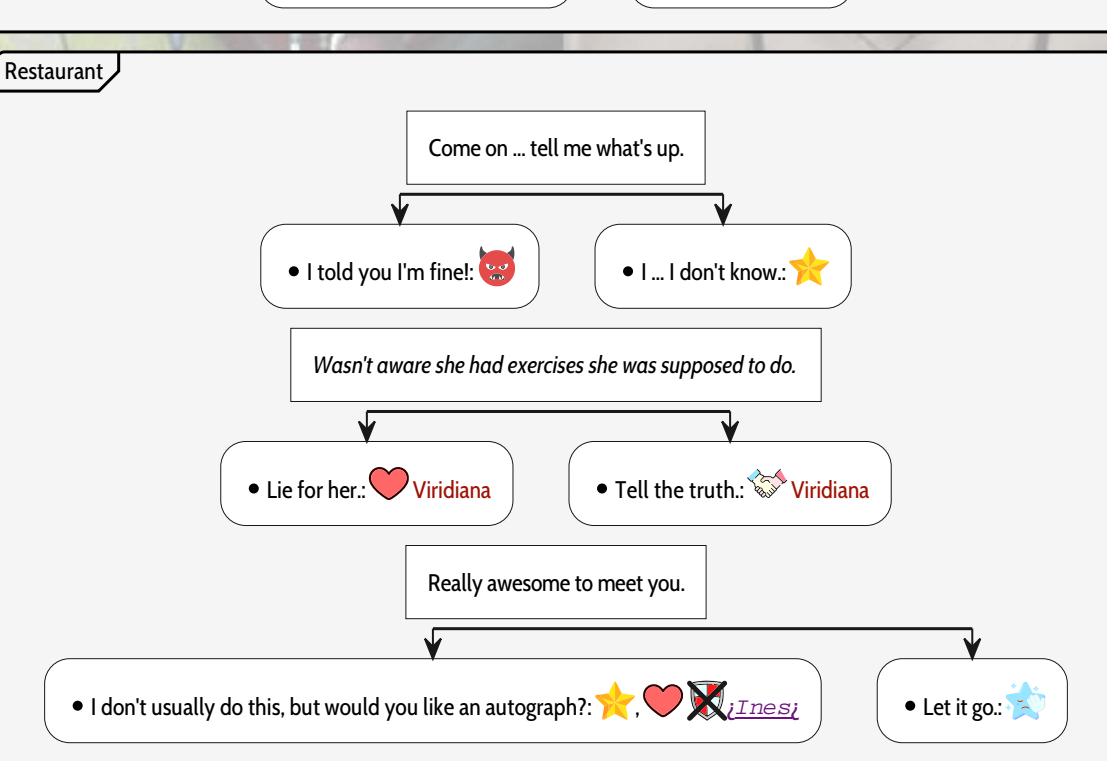 Restaurant
Come on ... tell me what's up.
• I told you I'm fine!:
• I ... I don't know.:
Wasn't aware she had exercises she was supposed to do.
• Lie for her.: Viridiana
• Tell the truth.: Viridiana
Really awesome to meet you.
• I don't usually do this, but would you like an autograph?: , ¿Ines¿
• Let it go.: